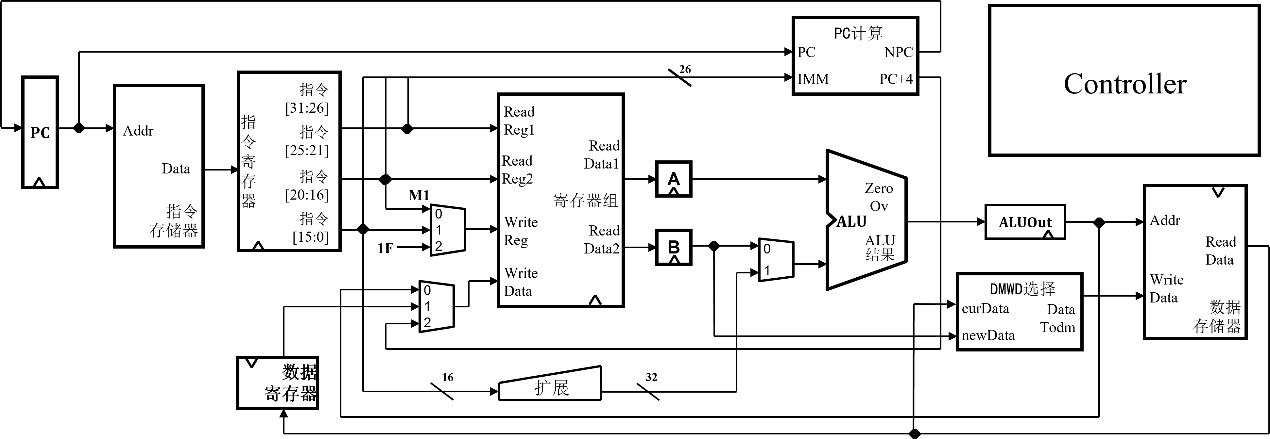 PC计算
PC
NPC
IMM
PC+4
26
Controller
PC
Addr
Data
指令
存储器
指令寄存器
指令
[31:26]
指令
[25:21]
指令
[20:16]
指令
[15:0]
M1
0
1
2
1F
Read
Reg1
Read
Reg2
Write
Reg
Write
Data
Read
Data1
寄存器组
Read
Data2
0
1
2
A
B
0
1
Zero
Ov
ALU
ALU
结果
ALUOut
DMWD选择
curData
Data
Todm
newData
Addr
Read
Data
Write
Data
数据
存储器
数据
寄存器
16
扩展
32